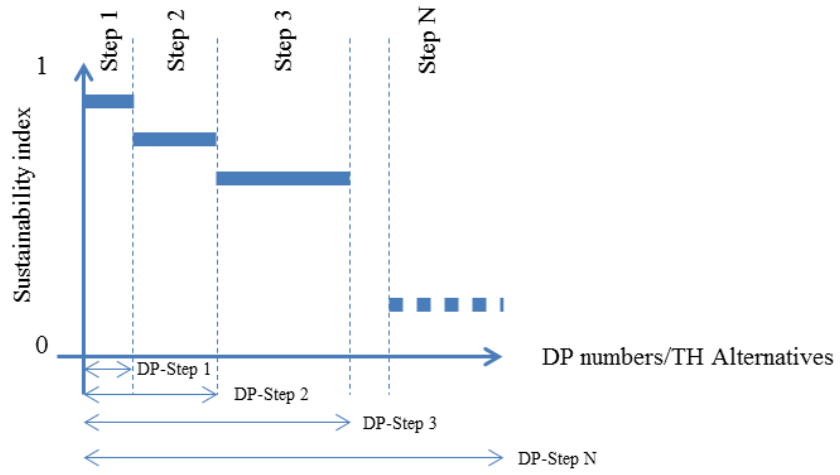 Step 1
Step 2
Step 3
Step N
1
Sustainability index
0
DP numbers/TH Alternatives
DP-Step 1
DP-Step 2
DP-Step 3
DP-Step N